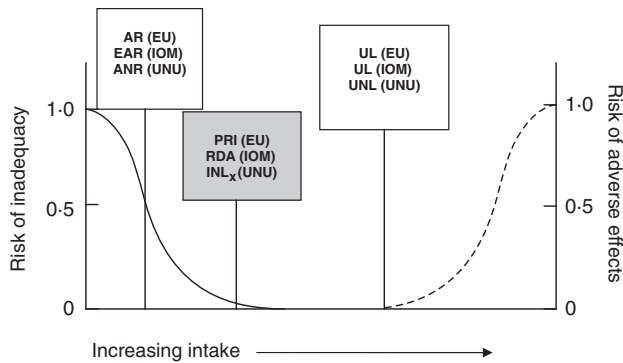 AR (EU)
EAR (IOM)
ANR (UNU)
UL (EU)
UL (IOM)
UNL (UNU)
PRI (EU)
RDA (IOM)
INLx(UNU)
Risk of inadequacy
1·0
0.5
0
1·0
0·5
0
Risk of adverse effects
Increasing intake